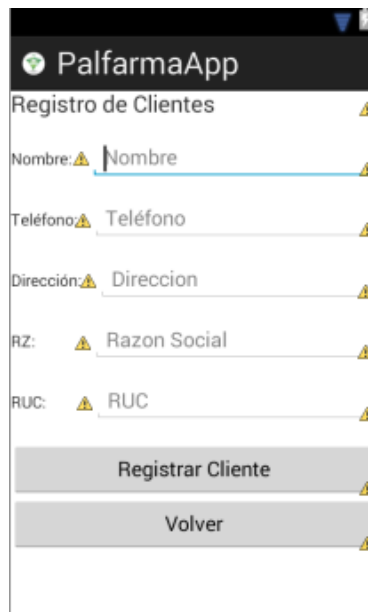 PalfarmaApp
Registro de Clientes
Nombre: Nombre
Teléfono: Teléfono
Dirección: Direccion
RZ: Razon Social
RUC: RUC
Registrar Cliente
Volver